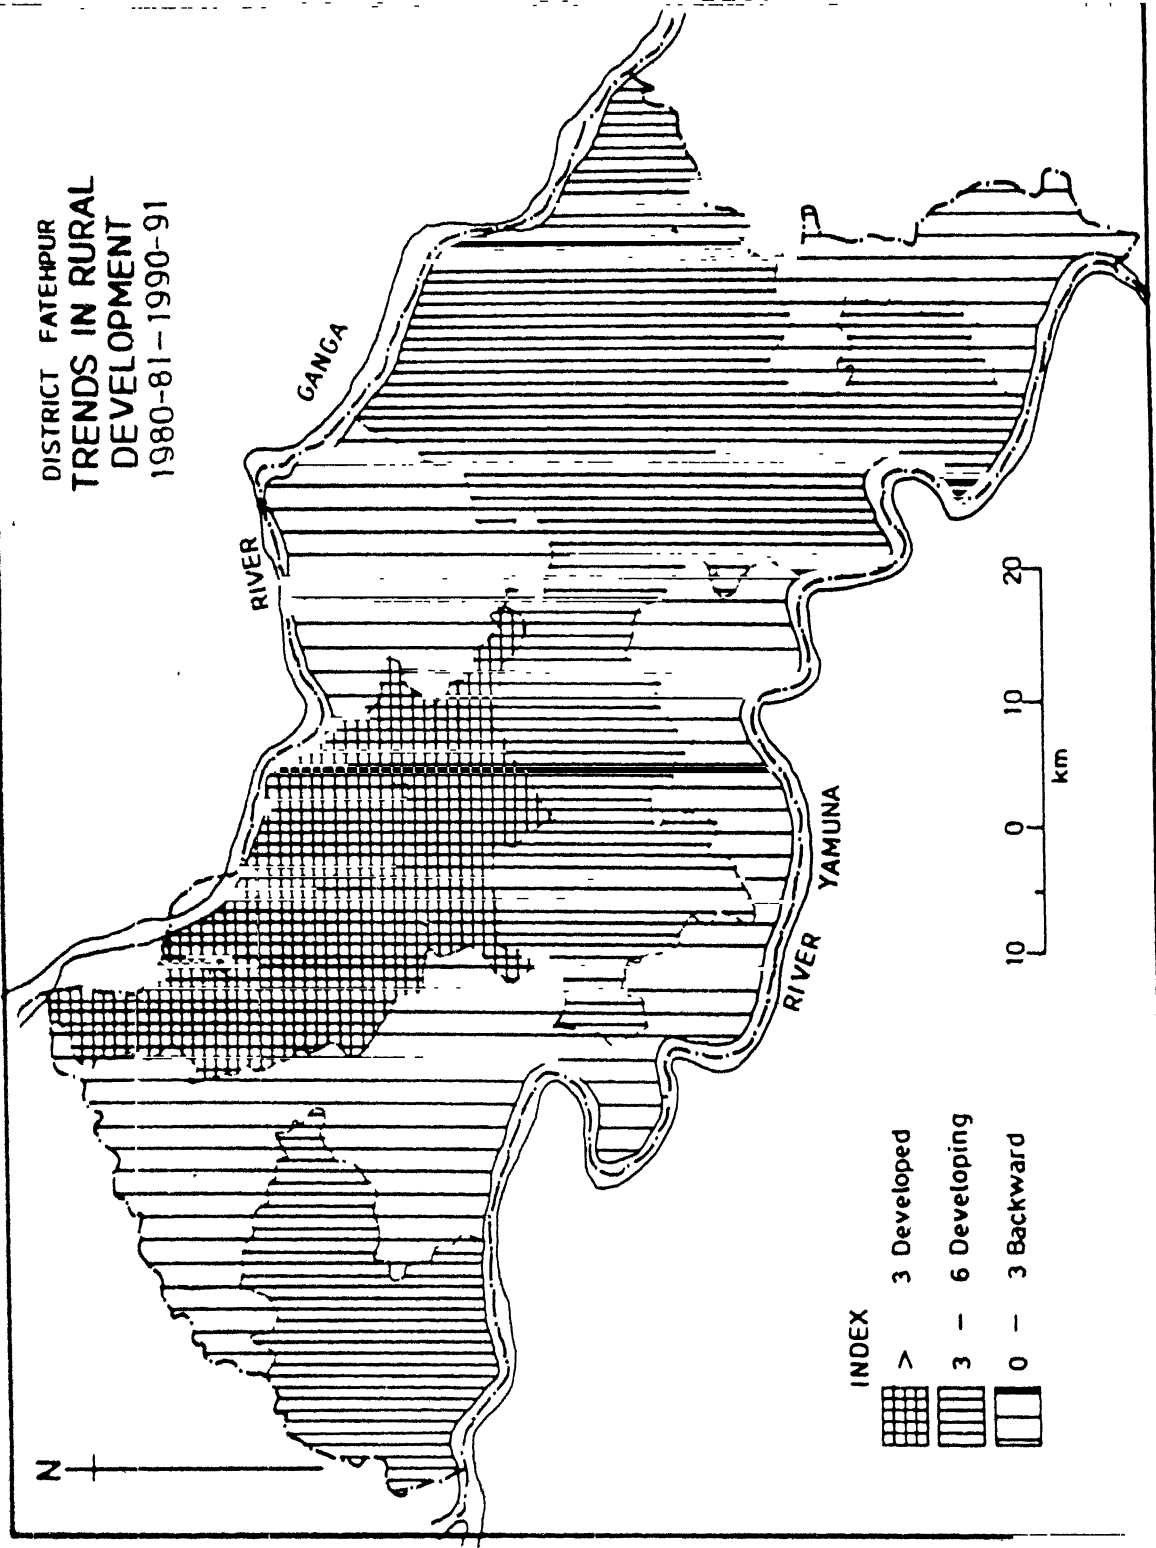 DISTRICT FATEHPUR
TRENDS IN RURAL
DEVELOPMENT
1980-81-1990-91
N
RIVER GANGA
RIVER YAMUNA
INDEX
> 3 Developed
3 – 6 Developing
0 – 3 Backward
10 0 10 20
km